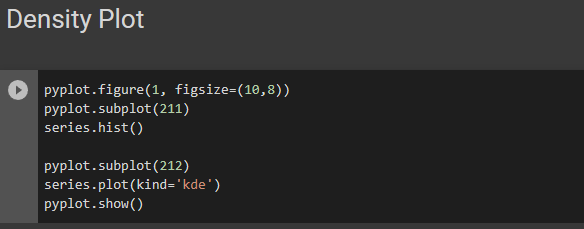 Density Plot
pyplot.figure(1, figsize=(10,8))
pyplot.subplot(211)
series.hist()
pyplot.subplot(212)
series.plot(kind='kde')
pyplot.show()